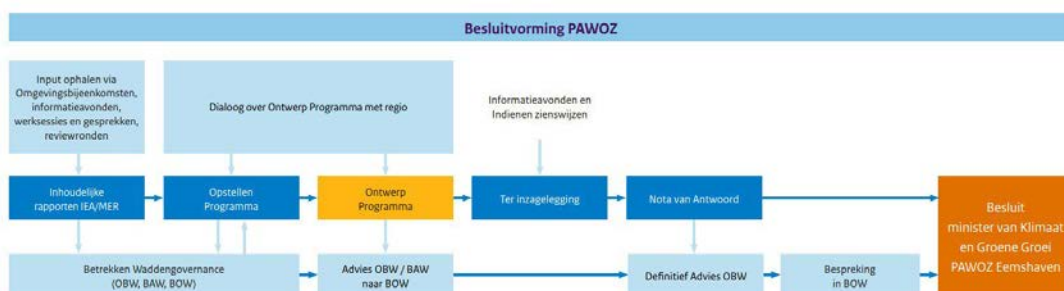 Besluitvorming PAWOZ
Input ophalen via
Omgevingsbijeenkomsten,
informatieavonden,
werksessies en gesprekken,
reviewronden
Dialoog over Ontwerp Programma met regio
Informatieavonden en
Indienen zienswijzen
Inhoudelijke
rapporten IEA/MER
Opstellen
Programma
Ontwerp
Programma
Ter inzagelegging
Nota van Antwoord
Besluit
minister van Klimaat
en Groene Groei
PAWOZ Eemshaven
Betrekken Waddengovernance
(OBW, BAW, BOW)
Advies OBW / BAW
naar BOW
Definitief Advies OBW
Bespreking
in BOW